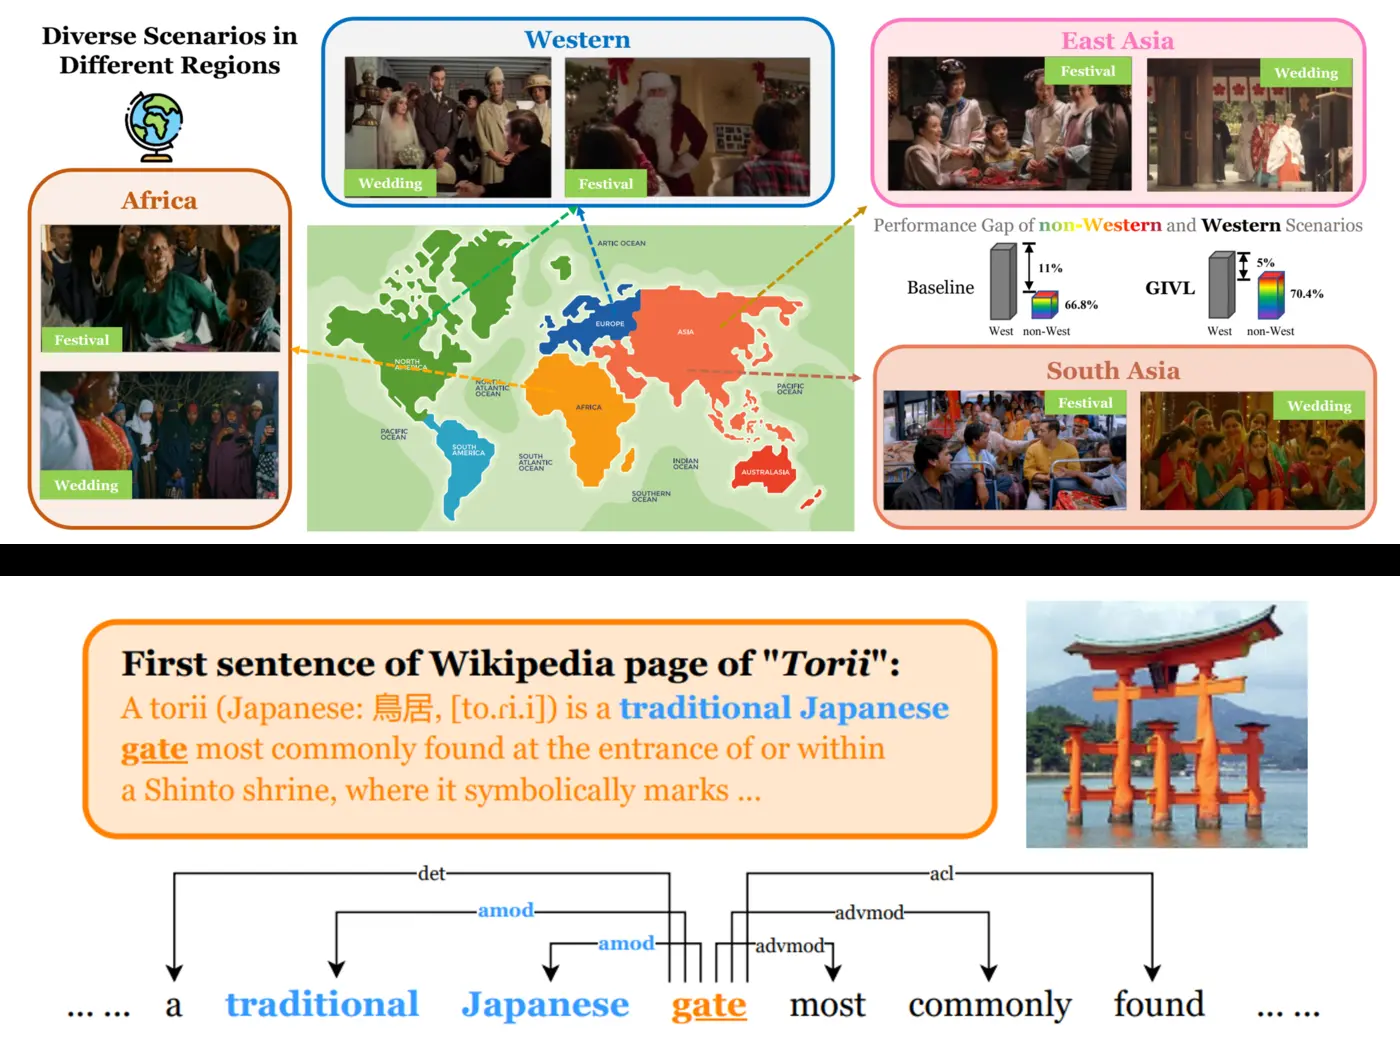 Diverse Scenarios in
Different Regions
Western
Wedding
Festival
East Asia
Festival
Wedding
Africa
Festival
Wedding
ARTIC OCEAN
NORTH
AMERICA
EUROPE
ASIA
NORTH
ATLANTIC
OCEAN
AFRICA
PACIFIC
OCEAN
PACIFIC
OCEAN
SOUTH
AMERICA
SOUTH
ATLANTIC
OCEAN
INDIAN
OCEAN
AUSTRALASIA
SOUTHERN
OCEAN
Performance Gap of non-Western and Western Scenarios
Baseline
11%
66.8%
West non-West
GIVL
5%
70.4%
West non-West
South Asia
Festival
Wedding
First sentence of Wikipedia page of "Torii":
A torii (Japanese: 鳥居, [to.ɾi.i]) is a traditional Japanese
gate most commonly found at the entrance of or within
a Shinto shrine, where it symbolically marks ...
det
acl
amod
advmod
amod
advmod
... ... a traditional Japanese gate most commonly found ... ...